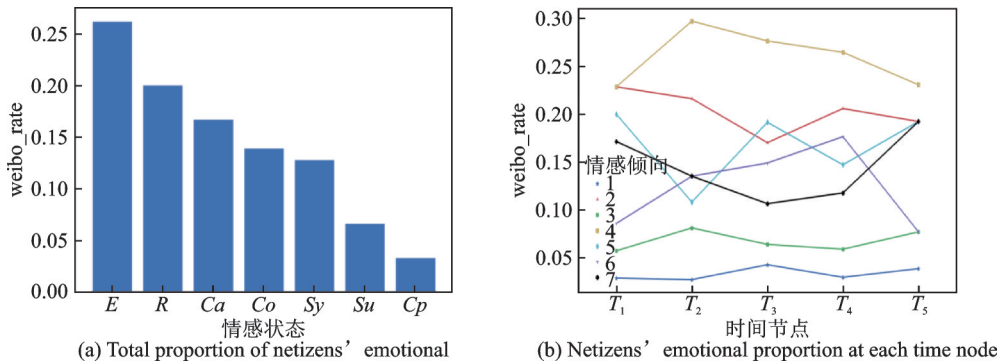 0.25
0.20
0.15
0.10
0.05
0.00
weibo_rate
E R Ca Co Sy Su Cp
情感状态
(a) Total proportion of netizens’ emotional
0.30
0.25
0.20
0.15
0.10
0.05
weibo_rate
情感倾向
1
2
3
4
5
6
7
T1 T2 T3 T4 T5
时间节点
(b) Netizens’ emotional proportion at each time node